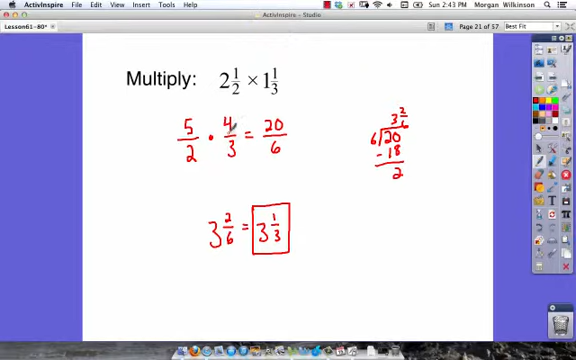 ActivInspire File Edit View Insert Tools Help Sun 2:43 PM Morgan Wilkinson
ActivInspire – Studio
Lesson61-80* Page 21 of 57 Best Fit
Multiply: 2 1/2 × 1 1/3
5/2 • 4/3 = 20/6
3 2/6
6)20
-18
2
3 2/6 = 3 1/3